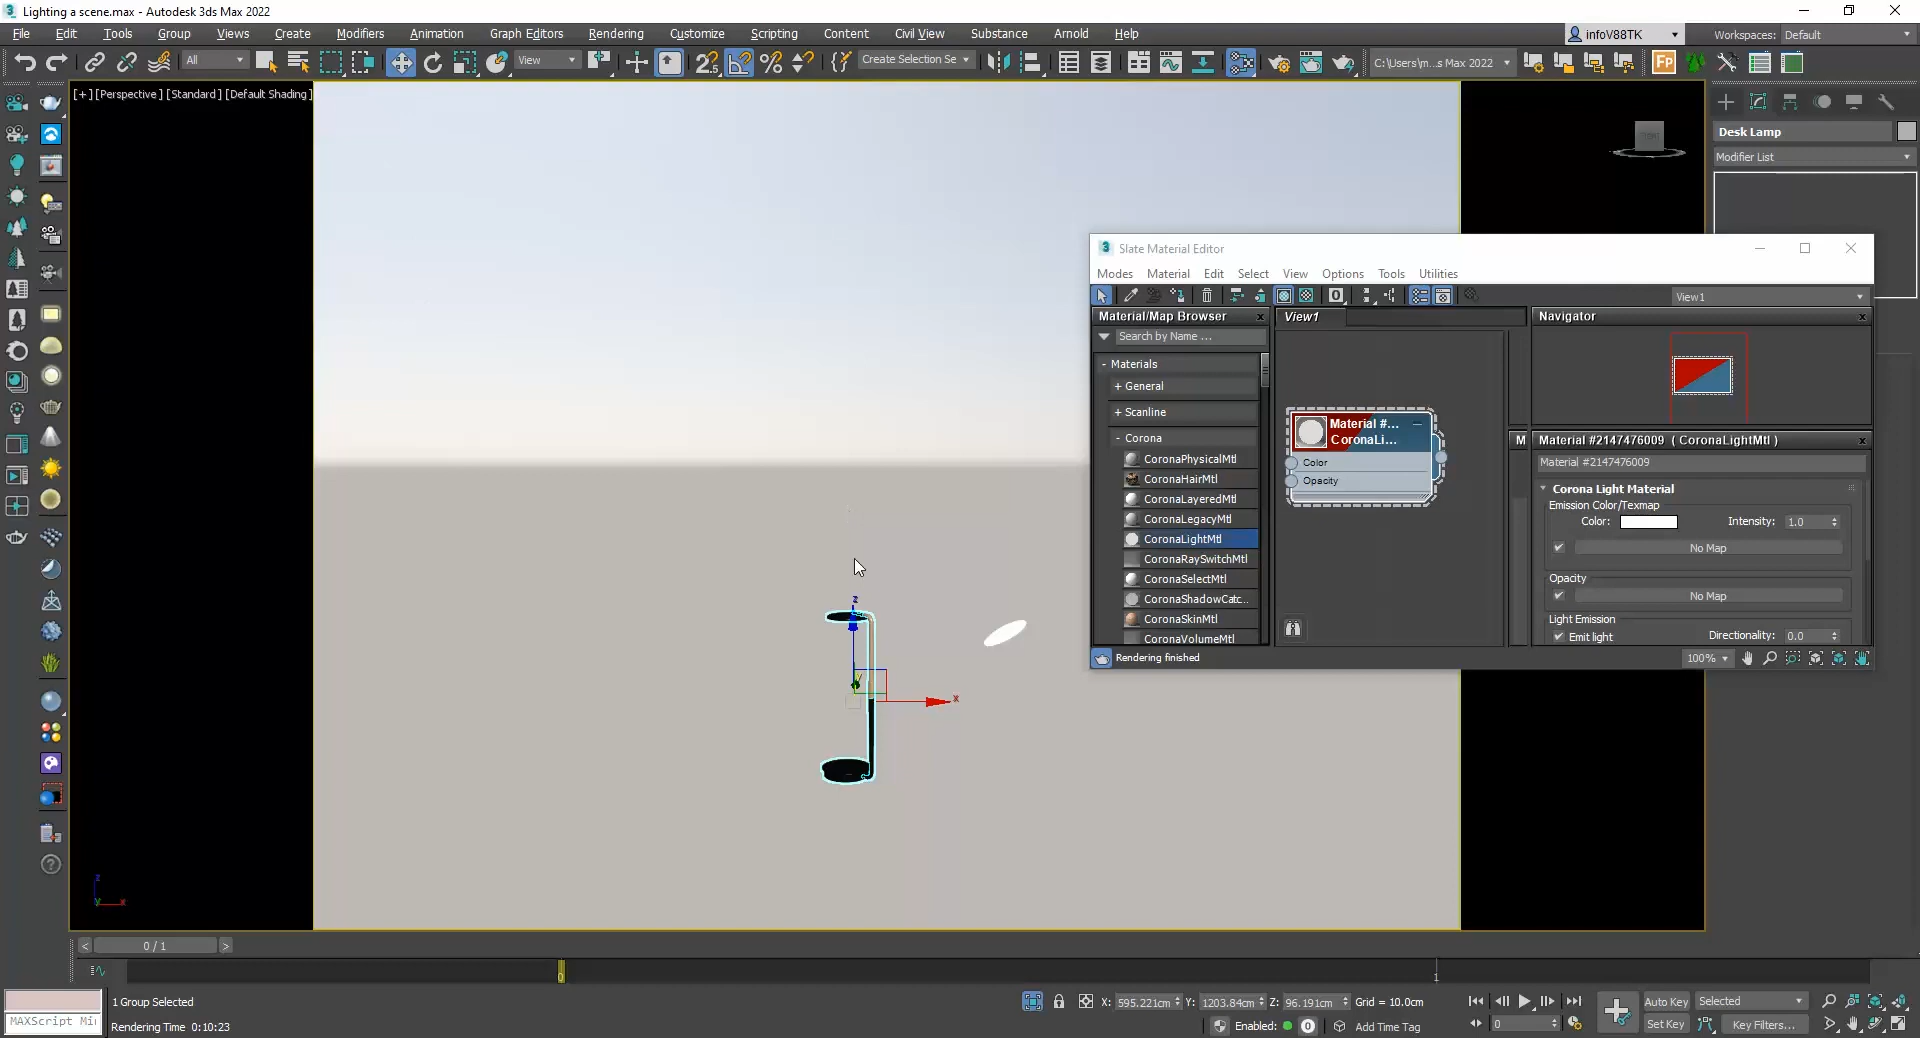 Lighting a scene.max - Autodesk 3ds Max 2022
File Edit Tools Group Views Create Modifiers Animation Graph Editors Rendering Customize Scripting Content Civil View Substance Arnold Help
infoV88TK Workspaces: Default
All View Create Selection Se C:\Users\m...s Max 2022
[+] [Perspective ] [Standard ] [Default Shading ]
Desk Lamp
Modifier List
Slate Material Editor
Modes Material Edit Select View Options Tools Utilities
View1
Material/Map Browser x
Search by Name ...
- Materials
+ General
+ Scanline
- Corona
CoronaPhysicalMtl
CoronaHairMtl
CoronaLayeredMtl
CoronaLegacyMtl
CoronaLightMtl
CoronaRaySwitchMtl
CoronaSelectMtl
CoronaShadowCatc...
CoronaSkinMtl
CoronaVolumeMtl
Rendering finished
View1
Material #...
CoronaLi...
Color
Opacity
M
Navigator x
Material #2147476009 ( CoronaLightMtl ) x
Material #2147476009
Corona Light Material
Emission Color/Texmap
Color: Intensity: 1.0
No Map
Opacity
No Map
Light Emission
Emit light Directionality: 0.0
100%
z
y
x
z
y
x
< 0 / 1 >
0
1
1 Group Selected
X: 595.221cm Y: 1203.84cm Z: 96.191cm Grid = 10.0cm
Auto Key Selected
MAXScript Mi
Rendering Time 0:10:23
Enabled: 0 Add Time Tag
0
Set Key Key Filters...